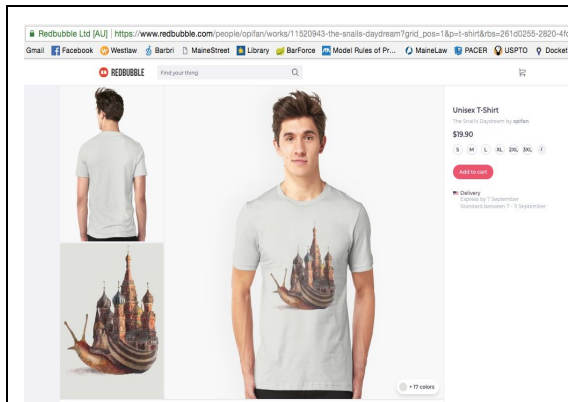 Redbubble Ltd [AU] | https://www.redbubble.com/people/opifan/works/11520943-the-snails-daydream?grid_pos=1&p=t-shirt&rbs=261d0255-2820-4fd
Gmail Facebook Westlaw Barbri MaineStreet Library BarForce Model Rules of Pr... MaineLaw PACER USPTO Docket
REDBUBBLE Find your thing
Unisex T-Shirt
The Snail's Daydream by opifan
$19.90
S M L XL 2XL 3XL i
Add to cart
Delivery
Express by 7 September
Standard between 7 - 11 September
+ 17 colors